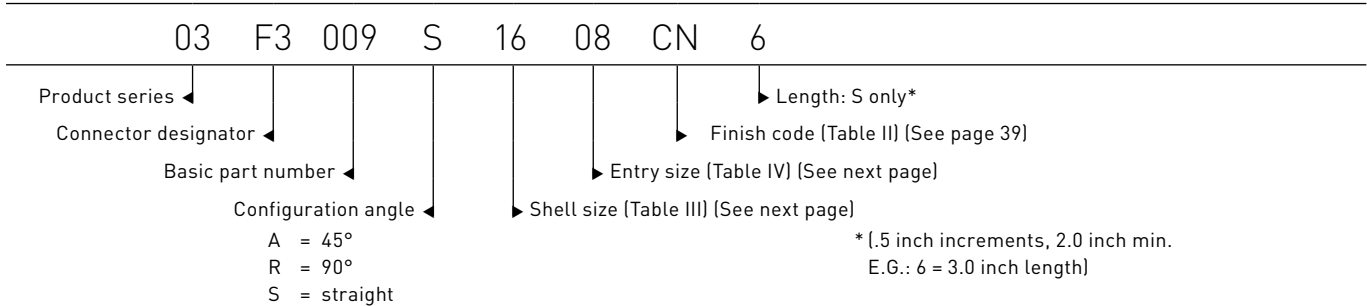 03 F3 009 S 16 08 CN 6
Product series
Length: S only*
Connector designator
Finish code (Table II) (See page 39)
Basic part number
Entry size (Table IV) (See next page)
Configuration angle
Shell size (Table III) (See next page)
A = 45°
R = 90°
S = straight
* (.5 inch increments, 2.0 inch min.
E.G.: 6 = 3.0 inch length)